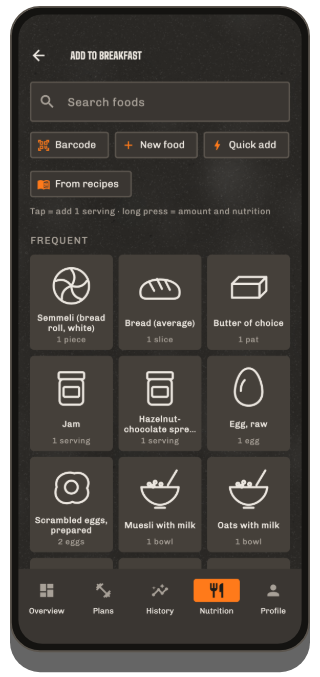 ADD TO BREAKFAST
Search foods
Barcode
New food
Quick add
From recipes
Tap = add 1 serving · long press = amount and nutrition
FREQUENT
Semmeli (bread
roll, white)
1 piece
Bread (average)
1 slice
Butter of choice
1 pat
Jam
1 serving
Hazelnut-
chocolate spre...
1 serving
Egg, raw
1 egg
Scrambled eggs,
prepared
2 eggs
Muesli with milk
1 bowl
Oats with milk
1 bowl
Overview
Plans
History
Nutrition
Profile